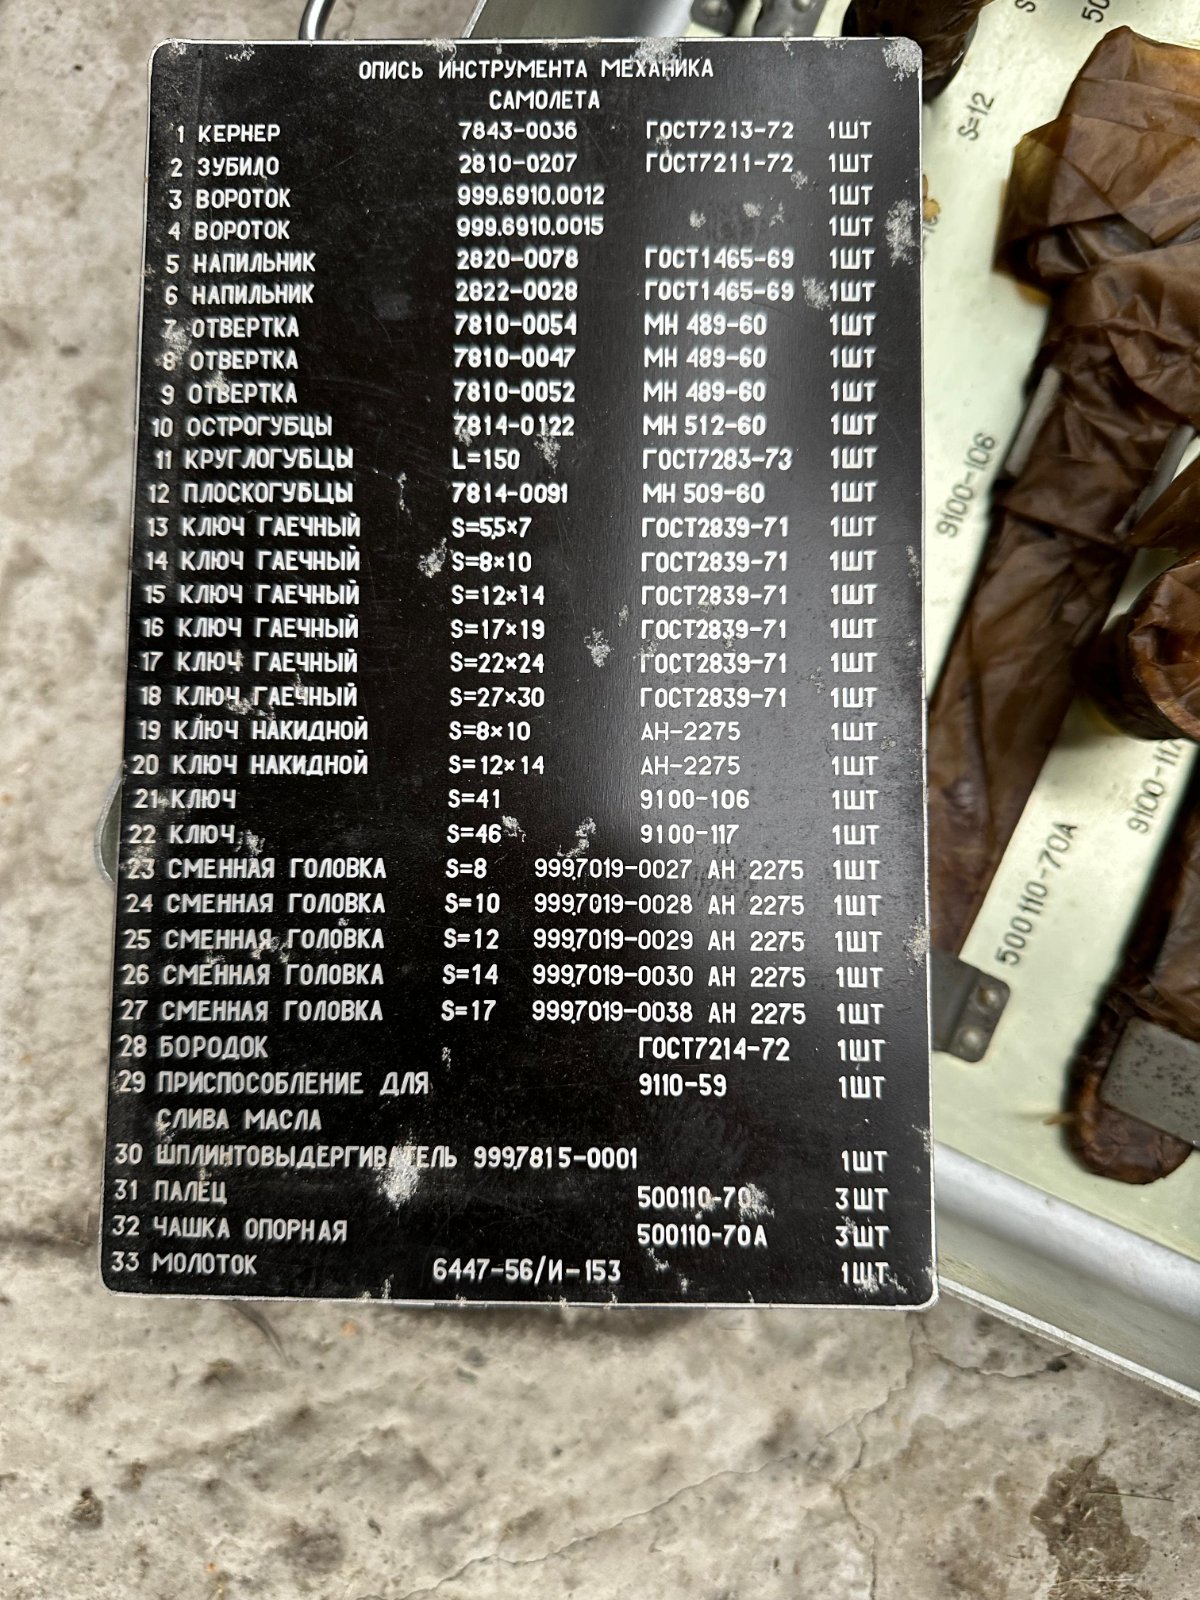 ОПИСЬ ИНСТРУМЕНТА МЕХАНИКА
САМОЛЕТА
1 КЕРНЕР 7843-0036 ГОСТ7213-72 1ШТ
2 ЗУБИЛО 2810-0207 ГОСТ7211-72 1ШТ
3 ВОРОТОК 999.6910.0012 1ШТ
4 ВОРОТОК 999.6910.0015 1ШТ
5 НАПИЛЬНИК 2820-0078 ГОСТ1465-69 1ШТ
6 НАПИЛЬНИК 2822-0028 ГОСТ1465-69 1ШТ
7 ОТВЕРТКА 7810-0054 МН 489-60 1ШТ
8 ОТВЕРТКА 7810-0047 МН 489-60 1ШТ
9 ОТВЕРТКА 7810-0052 МН 489-60 1ШТ
10 ОСТРОГУБЦЫ 7814-0122 МН 512-60 1ШТ
11 КРУГЛОГУБЦЫ L=150 ГОСТ7283-73 1ШТ
12 ПЛОСКОГУБЦЫ 7814-0091 МН 509-60 1ШТ
13 КЛЮЧ ГАЕЧНЫЙ S=5,5×7 ГОСТ2839-71 1ШТ
14 КЛЮЧ ГАЕЧНЫЙ S=8×10 ГОСТ2839-71 1ШТ
15 КЛЮЧ ГАЕЧНЫЙ S=12×14 ГОСТ2839-71 1ШТ
16 КЛЮЧ ГАЕЧНЫЙ S=17×19 ГОСТ2839-71 1ШТ
17 КЛЮЧ ГАЕЧНЫЙ S=22×24 ГОСТ2839-71 1ШТ
18 КЛЮЧ ГАЕЧНЫЙ S=27×30 ГОСТ2839-71 1ШТ
19 КЛЮЧ НАКИДНОЙ S=8×10 АН-2275 1ШТ
20 КЛЮЧ НАКИДНОЙ S=12×14 АН-2275 1ШТ
21 КЛЮЧ S=41 9100-106 1ШТ
22 КЛЮЧ S=46 9100-117 1ШТ
23 СМЕННАЯ ГОЛОВКА S=8 999.7019-0027 АН 2275 1ШТ
24 СМЕННАЯ ГОЛОВКА S=10 999.7019-0028 АН 2275 1ШТ
25 СМЕННАЯ ГОЛОВКА S=12 999.7019-0029 АН 2275 1ШТ
26 СМЕННАЯ ГОЛОВКА S=14 999.7019-0030 АН 2275 1ШТ
27 СМЕННАЯ ГОЛОВКА S=17 999.7019-0038 АН 2275 1ШТ
28 БОРОДОК ГОСТ7214-72 1ШТ
29 ПРИСПОСОБЛЕНИЕ ДЛЯ 9110-59 1ШТ
СЛИВА МАСЛА
30 ШПЛИНТОВЫДЕРГИВАТЕЛЬ 999.7815-0001 1ШТ
31 ПАЛЕЦ 500110-70 3ШТ
32 ЧАШКА ОПОРНАЯ 500110-70А 3ШТ
33 МОЛОТОК 6447-56/И-153 1ШТ
S=12
9100-106
500110-70А